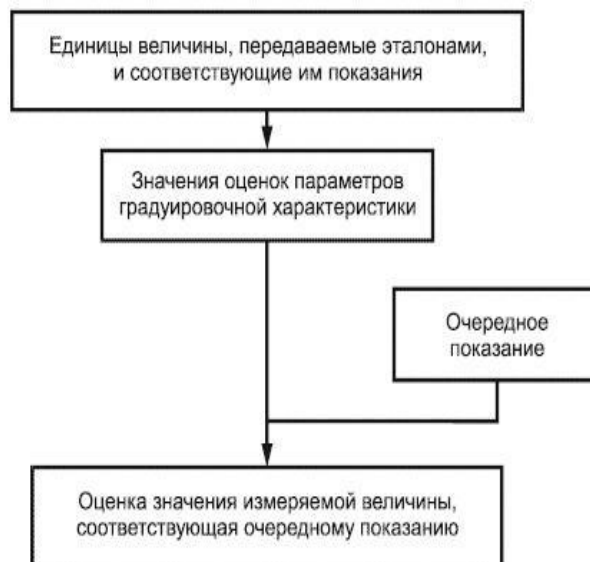 Единицы величины, передаваемые эталонами,
и соответствующие им показания
Значения оценок параметров
градуировочной характеристики
Очередное
показание
Оценка значения измеряемой величины,
соответствующая очередному показанию